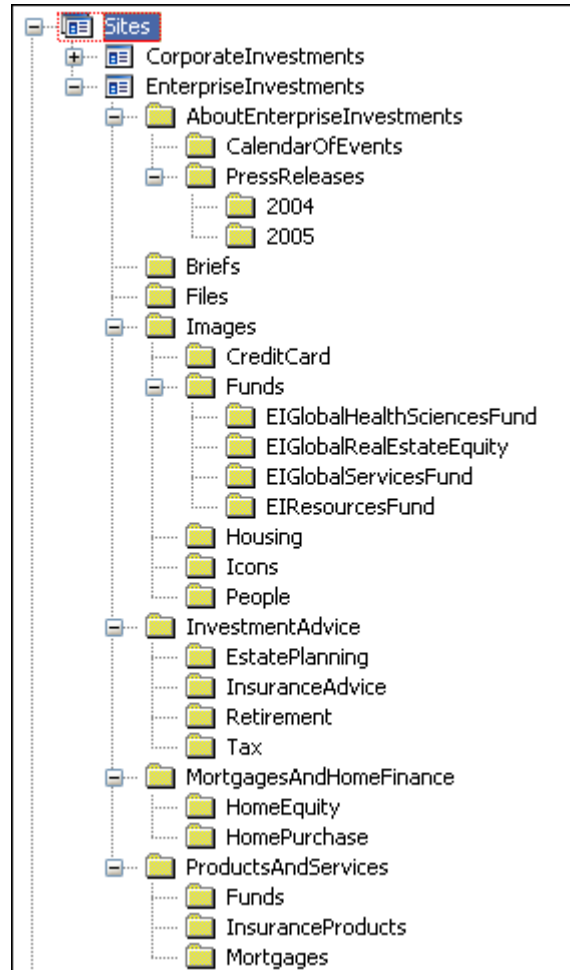 Sites
CorporateInvestments
EnterpriseInvestments
AboutEnterpriseInvestments
CalendarOfEvents
PressReleases
2004
2005
Briefs
Files
Images
CreditCard
Funds
EIGlobalHealthSciencesFund
EIGlobalRealEstateEquity
EIGlobalServicesFund
EIResourcesFund
Housing
Icons
People
InvestmentAdvice
EstatePlanning
InsuranceAdvice
Retirement
Tax
MortgagesAndHomeFinance
HomeEquity
HomePurchase
ProductsAndServices
Funds
InsuranceProducts
Mortgages